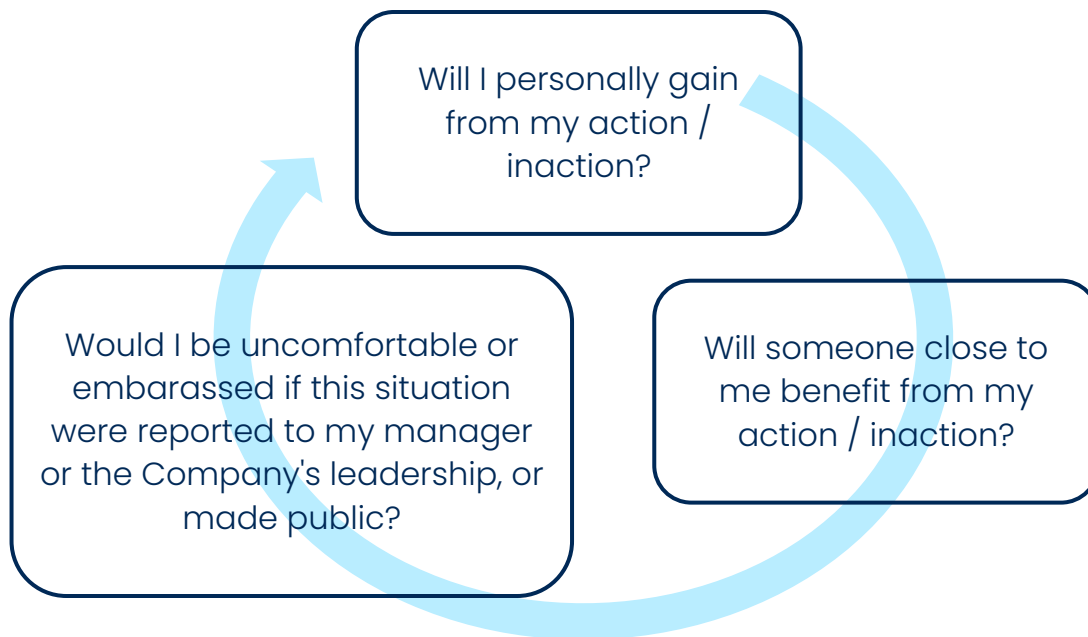 Will I personally gain
from my action /
inaction?
Will someone close to
me benefit from my
action / inaction?
Would I be uncomfortable or
embarassed if this situation
were reported to my manager
or the Company's leadership, or
made public?